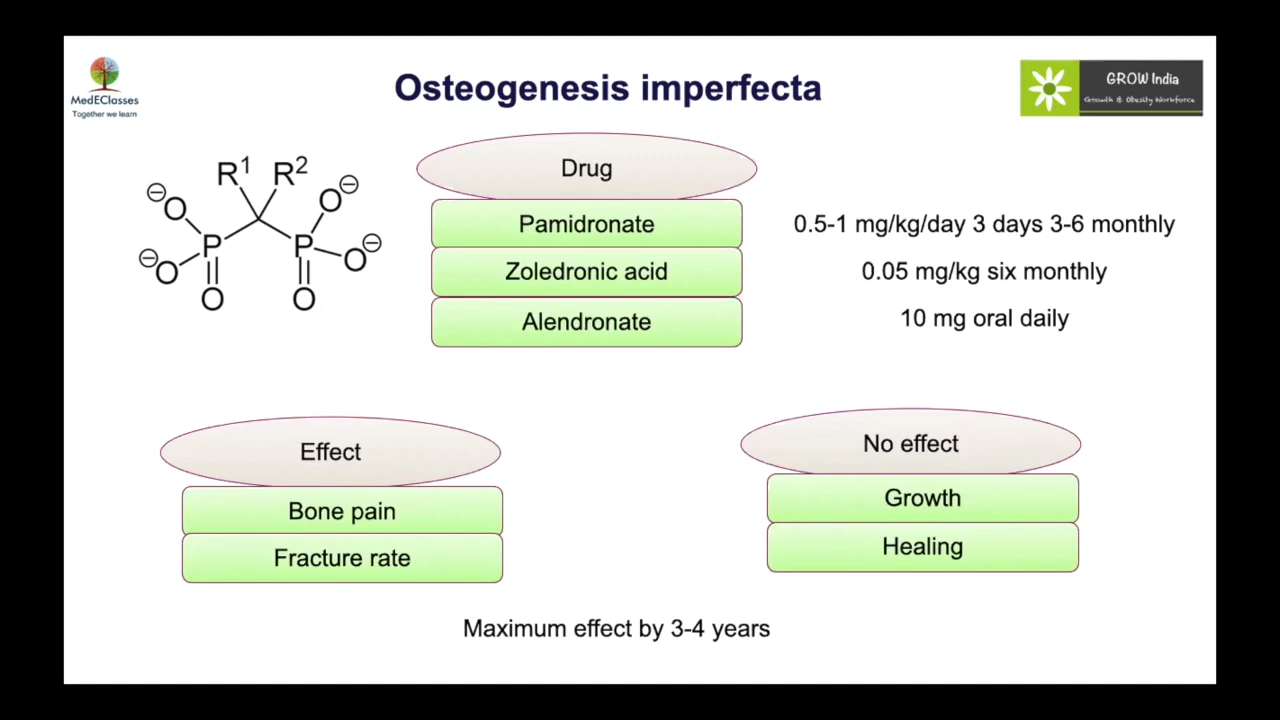 MedEClasses
Together we learn
Osteogenesis imperfecta
GROW India
Growth & Obesity Workforce
R1 R2
⊖ O O ⊖
⊖ O P P O ⊖
O O
Drug
Pamidronate 0.5-1 mg/kg/day 3 days 3-6 monthly
Zoledronic acid 0.05 mg/kg six monthly
Alendronate 10 mg oral daily
Effect
Bone pain
Fracture rate
No effect
Growth
Healing
Maximum effect by 3-4 years